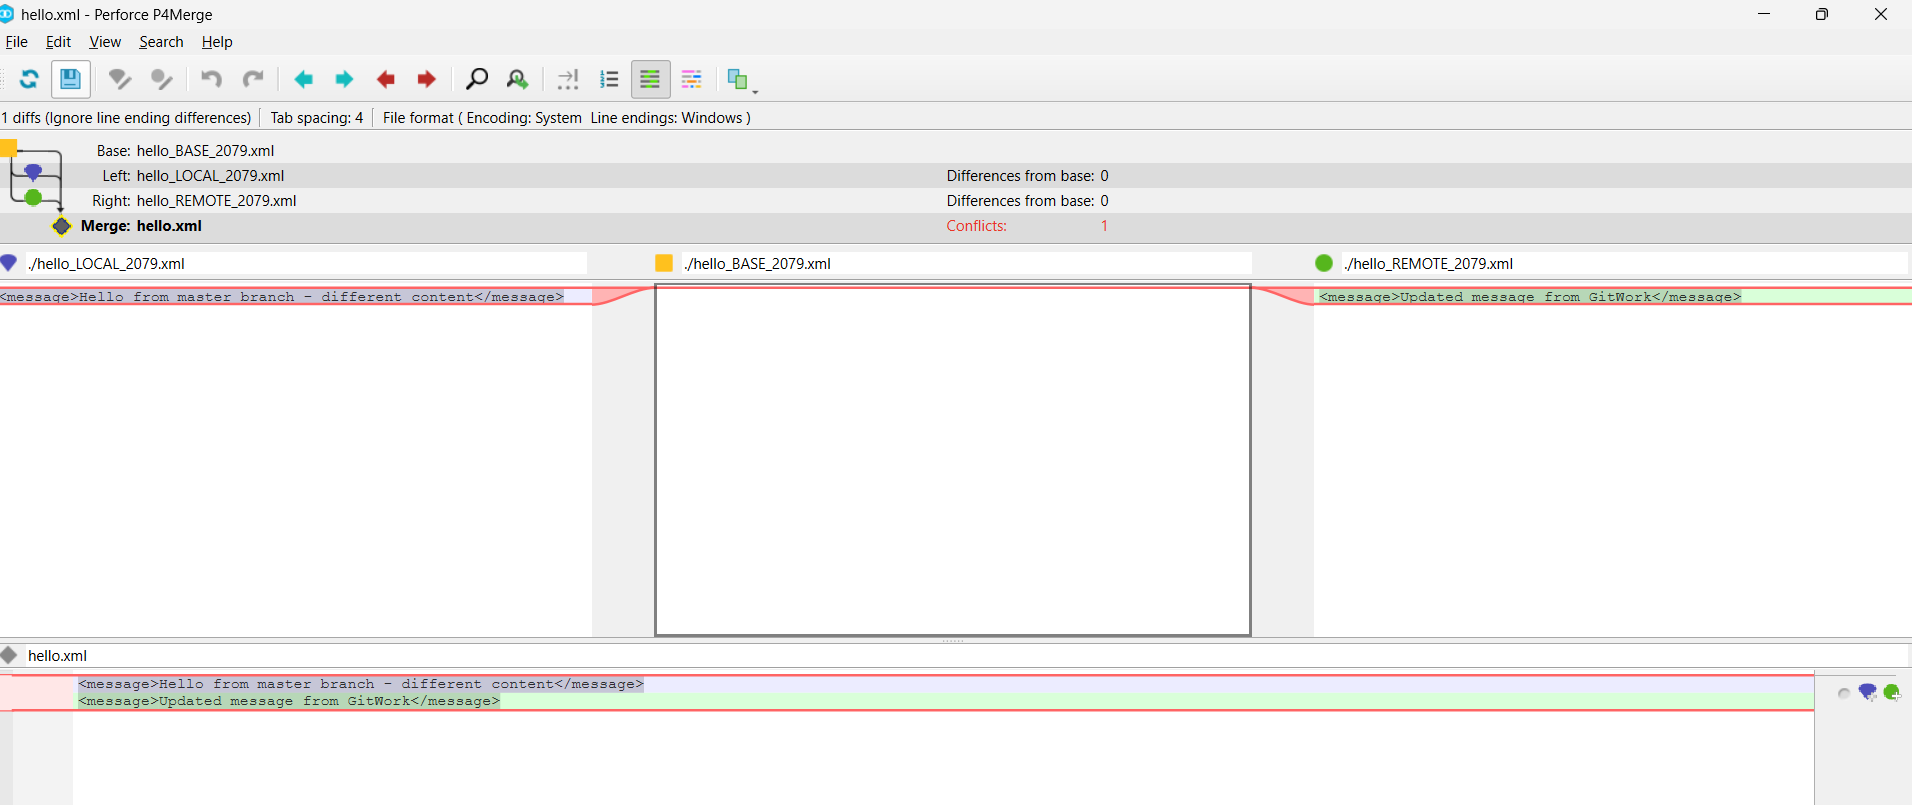 hello.xml - Perforce P4Merge
File Edit View Search Help
1 diffs (Ignore line ending differences) Tab spacing: 4 File format ( Encoding: System Line endings: Windows )
Base: hello_BASE_2079.xml
Left: hello_LOCAL_2079.xml Differences from base: 0
Right: hello_REMOTE_2079.xml Differences from base: 0
Merge: hello.xml Conflicts: 1
./hello_LOCAL_2079.xml ./hello_BASE_2079.xml ./hello_REMOTE_2079.xml
<message>Hello from master branch - different content</message> <message>Updated message from GitWork</message>
hello.xml
<message>Hello from master branch - different content</message>
<message>Updated message from GitWork</message>